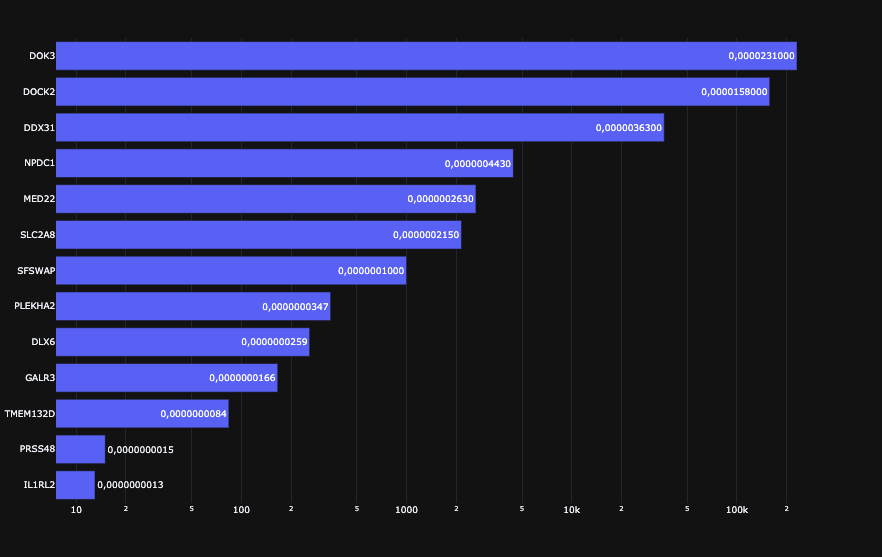 DOK3 0,0000231000
DOCK2 0,0000158000
DDX31 0,0000036300
NPDC1 0,0000004430
MED22 0,0000002630
SLC2A8 0,0000002150
SFSWAP 0,0000001000
PLEKHA2 0,0000000347
DLX6 0,0000000259
GALR3 0,0000000166
TMEM132D 0,0000000084
PRSS48 0,0000000015
IL1RL2 0,0000000013
10 2 5 100 2 5 1000 2 5 10k 2 5 100k 2